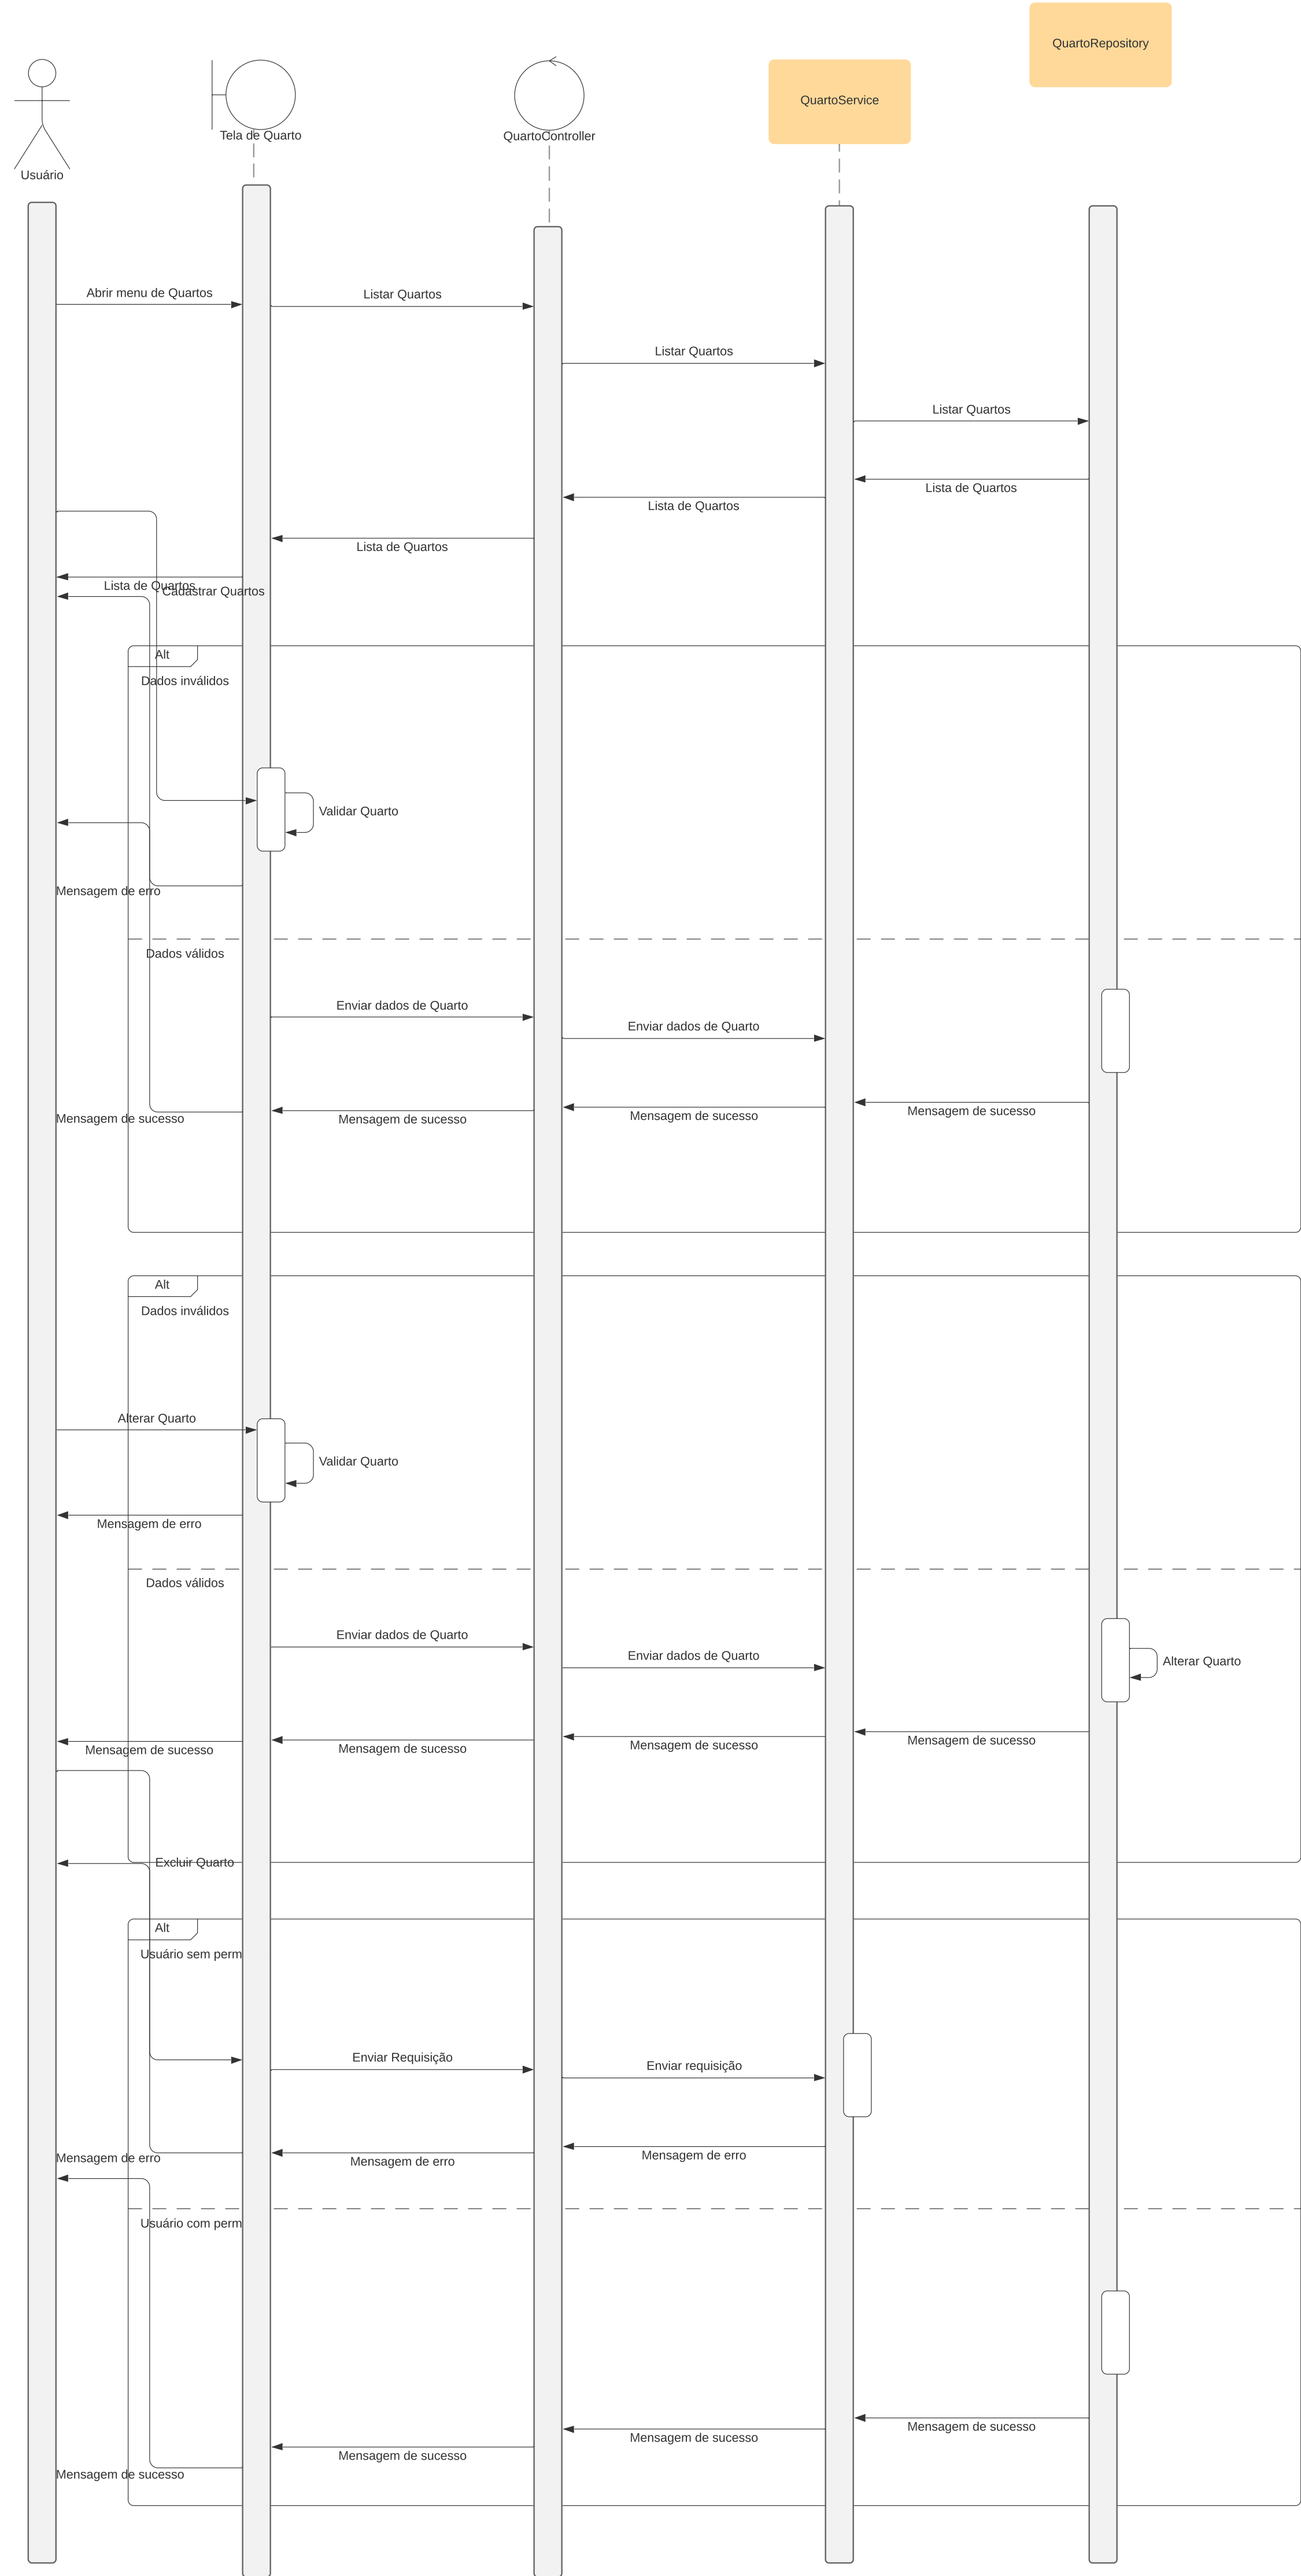 QuartoRepository
QuartoService
Tela de Quarto
QuartoController
Usuário
Abrir menu de Quartos
Listar Quartos
Listar Quartos
Listar Quartos
Lista de Quartos
Lista de Quartos
Lista de Quartos
Lista de Quartos
Cadastrar Quartos
Alt
Dados inválidos
Validar Quarto
Mensagem de erro
Dados válidos
Enviar dados de Quarto
Enviar dados de Quarto
Mensagem de sucesso
Mensagem de sucesso
Mensagem de sucesso
Mensagem de sucesso
Alt
Dados inválidos
Alterar Quarto
Validar Quarto
Mensagem de erro
Dados válidos
Enviar dados de Quarto
Enviar dados de Quarto
Alterar Quarto
Mensagem de sucesso
Mensagem de sucesso
Mensagem de sucesso
Mensagem de sucesso
Excluir Quarto
Alt
Usuário sem perm
Enviar Requisição
Enviar requisição
Mensagem de erro
Mensagem de erro
Mensagem de erro
Usuário com perm
Mensagem de sucesso
Mensagem de sucesso
Mensagem de sucesso
Mensagem de sucesso